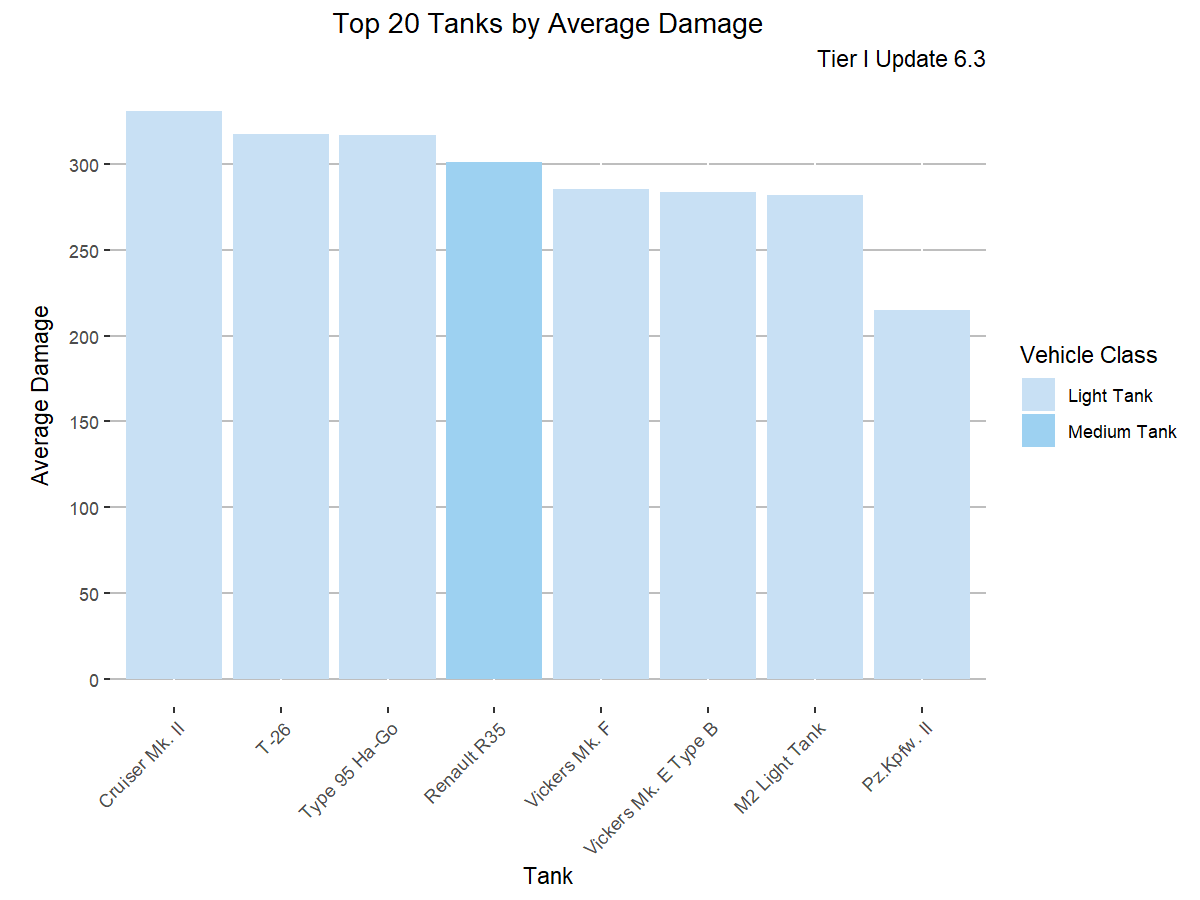 Top 20 Tanks by Average Damage
Tier I Update 6.3
300
250
200
150
100
50
0
Average Damage
Cruiser Mk. II
T-26
Type 95 Ha-Go
Renault R35
Vickers Mk. F
Vickers Mk. E Type B
M2 Light Tank
Pz.Kpfw. II
Tank
Vehicle Class
Light Tank
Medium Tank